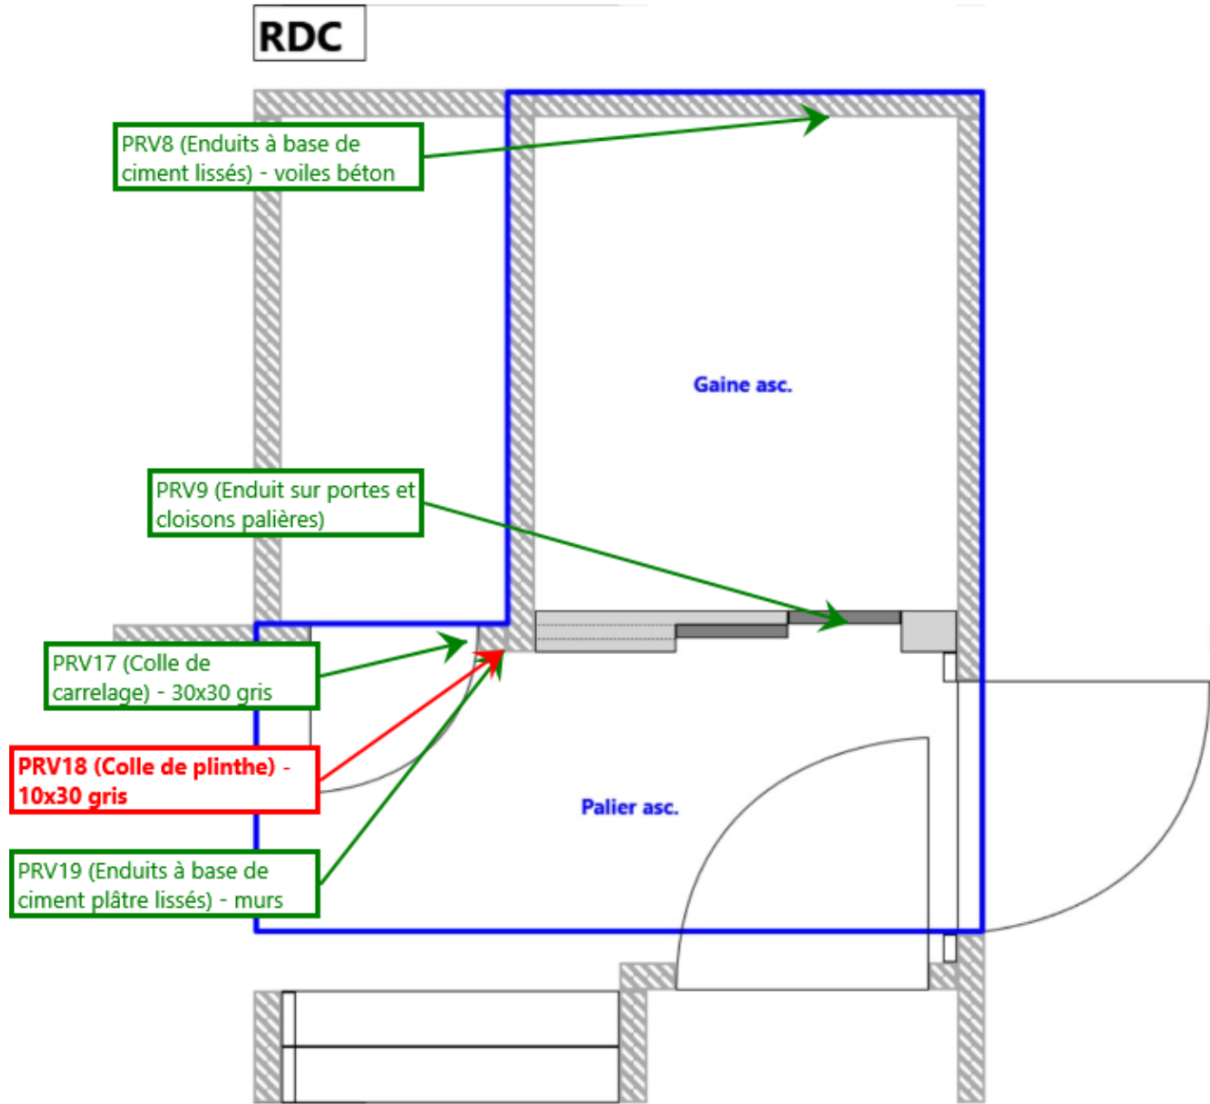 RDC
PRV8 (Enduits à base de
ciment lissés) - voiles béton
Gaine asc.
PRV9 (Enduit sur portes et
cloisons palières)
PRV17 (Colle de
carrelage) - 30x30 gris
PRV18 (Colle de plinthe) -
10x30 gris
Palier asc.
PRV19 (Enduits à base de
ciment plâtre lissés) - murs